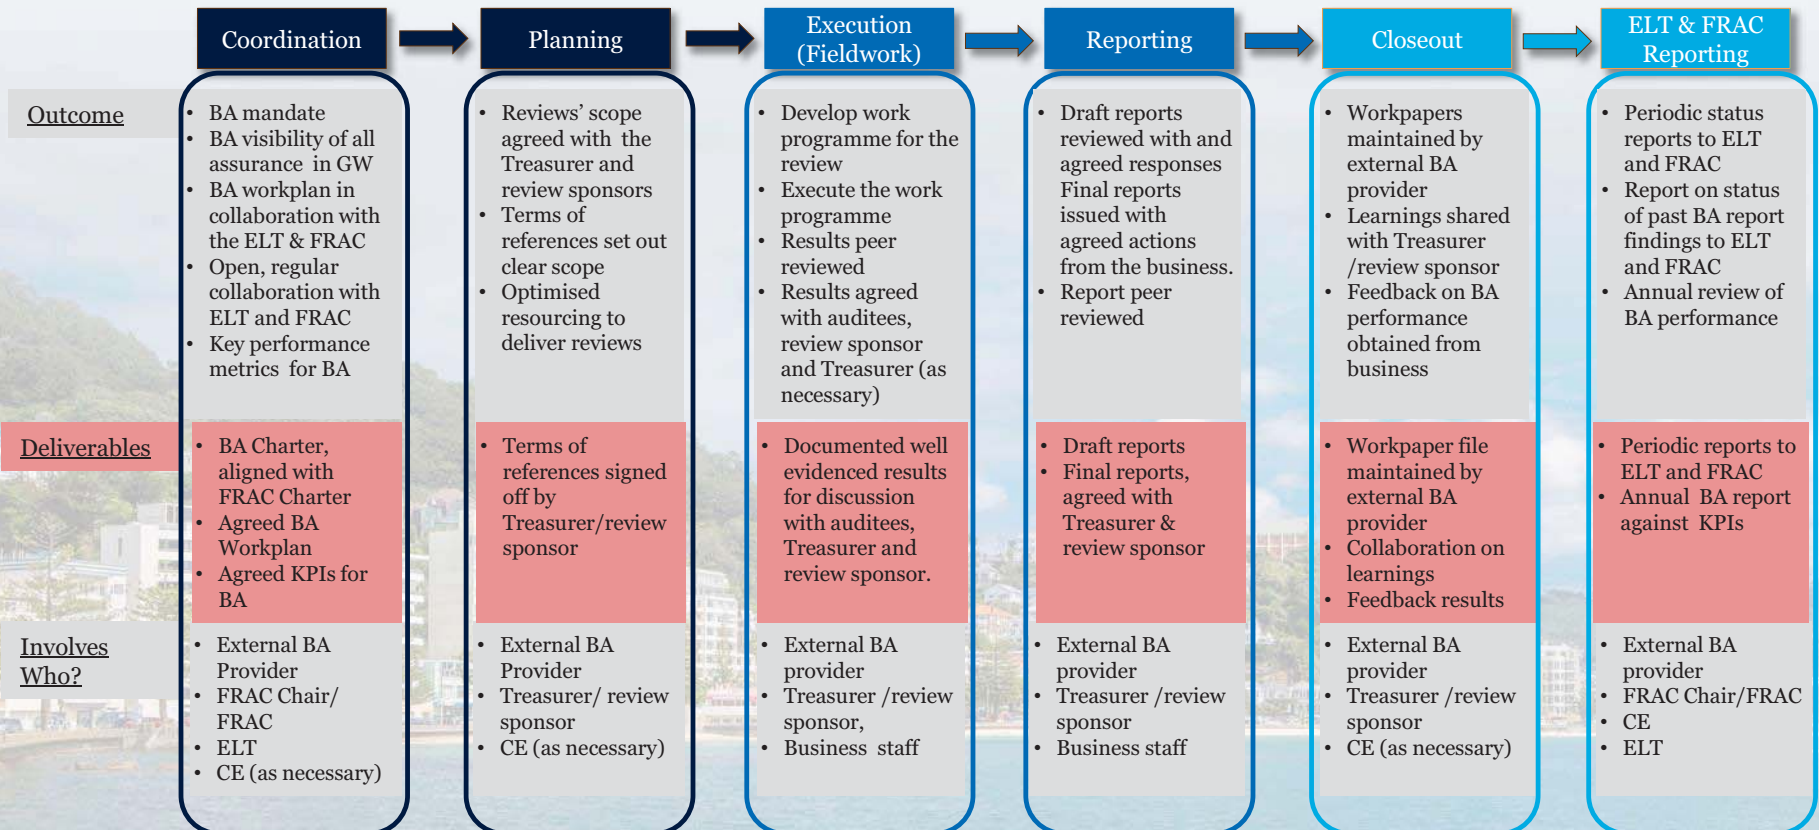 Coordination
Planning
Execution
(Fieldwork)
Reporting
Closeout
ELT & FRAC
Reporting
Outcome
• BA mandate
• BA visibility of all
assurance in GW
• BA workplan in
collaboration with
the ELT & FRAC
• Open, regular
collaboration with
ELT and FRAC
• Key performance
metrics for BA
• Reviews’ scope
agreed with the
Treasurer and
review sponsors
• Terms of
references set out
clear scope
• Optimised
resourcing to
deliver reviews
• Develop work
programme for the
review
• Execute the work
programme
• Results peer
reviewed
• Results agreed
with auditees,
review sponsor
and Treasurer (as
necessary)
• Draft reports
reviewed with and
agreed responses
Final reports
issued with
agreed actions
from the business.
• Report peer
reviewed
• Workpapers
maintained by
external BA
provider
• Learnings shared
with Treasurer
/review sponsor
• Feedback on BA
performance
obtained from
business
• Periodic status
reports to ELT
and FRAC
• Report on status
of past BA report
findings to ELT
and FRAC
• Annual review of
BA performance
Deliverables
• BA Charter,
aligned with
FRAC Charter
• Agreed BA
Workplan
• Agreed KPIs for
BA
• Terms of
references signed
off by
Treasurer/review
sponsor
• Documented well
evidenced results
for discussion
with auditees,
Treasurer and
review sponsor.
• Draft reports
• Final reports,
agreed with
Treasurer &
review sponsor
• Workpaper file
maintained by
external BA
provider
• Collaboration on
learnings
• Feedback results
• Periodic reports to
ELT and FRAC
• Annual BA report
against KPIs
Involves
Who?
• External BA
Provider
• FRAC Chair/
FRAC
• ELT
• CE (as necessary)
• External BA
Provider
• Treasurer/ review
sponsor
• CE (as necessary)
• External BA
provider
• Treasurer /review
sponsor,
• Business staff
• External BA
provider
• Treasurer /review
sponsor
• Business staff
• External BA
provider
• Treasurer /review
sponsor
• CE (as necessary)
• External BA
provider
• FRAC Chair/FRAC
• CE
• ELT